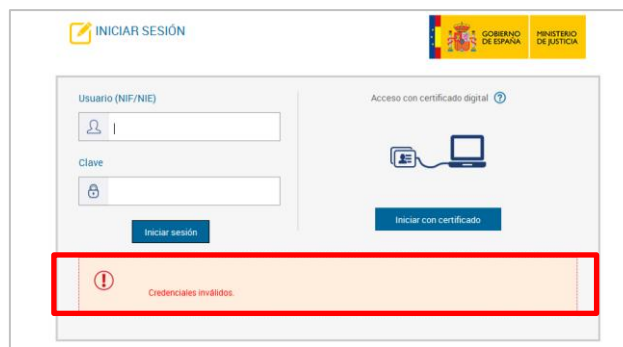 INICIAR SESIÓN
GOBIERNO DE ESPAÑA
MINISTERIO DE JUSTICIA
Usuario (NIF/NIE)
Clave
Iniciar sesión
Acceso con certificado digital ?
Iniciar con certificado
Credenciales inválidos.